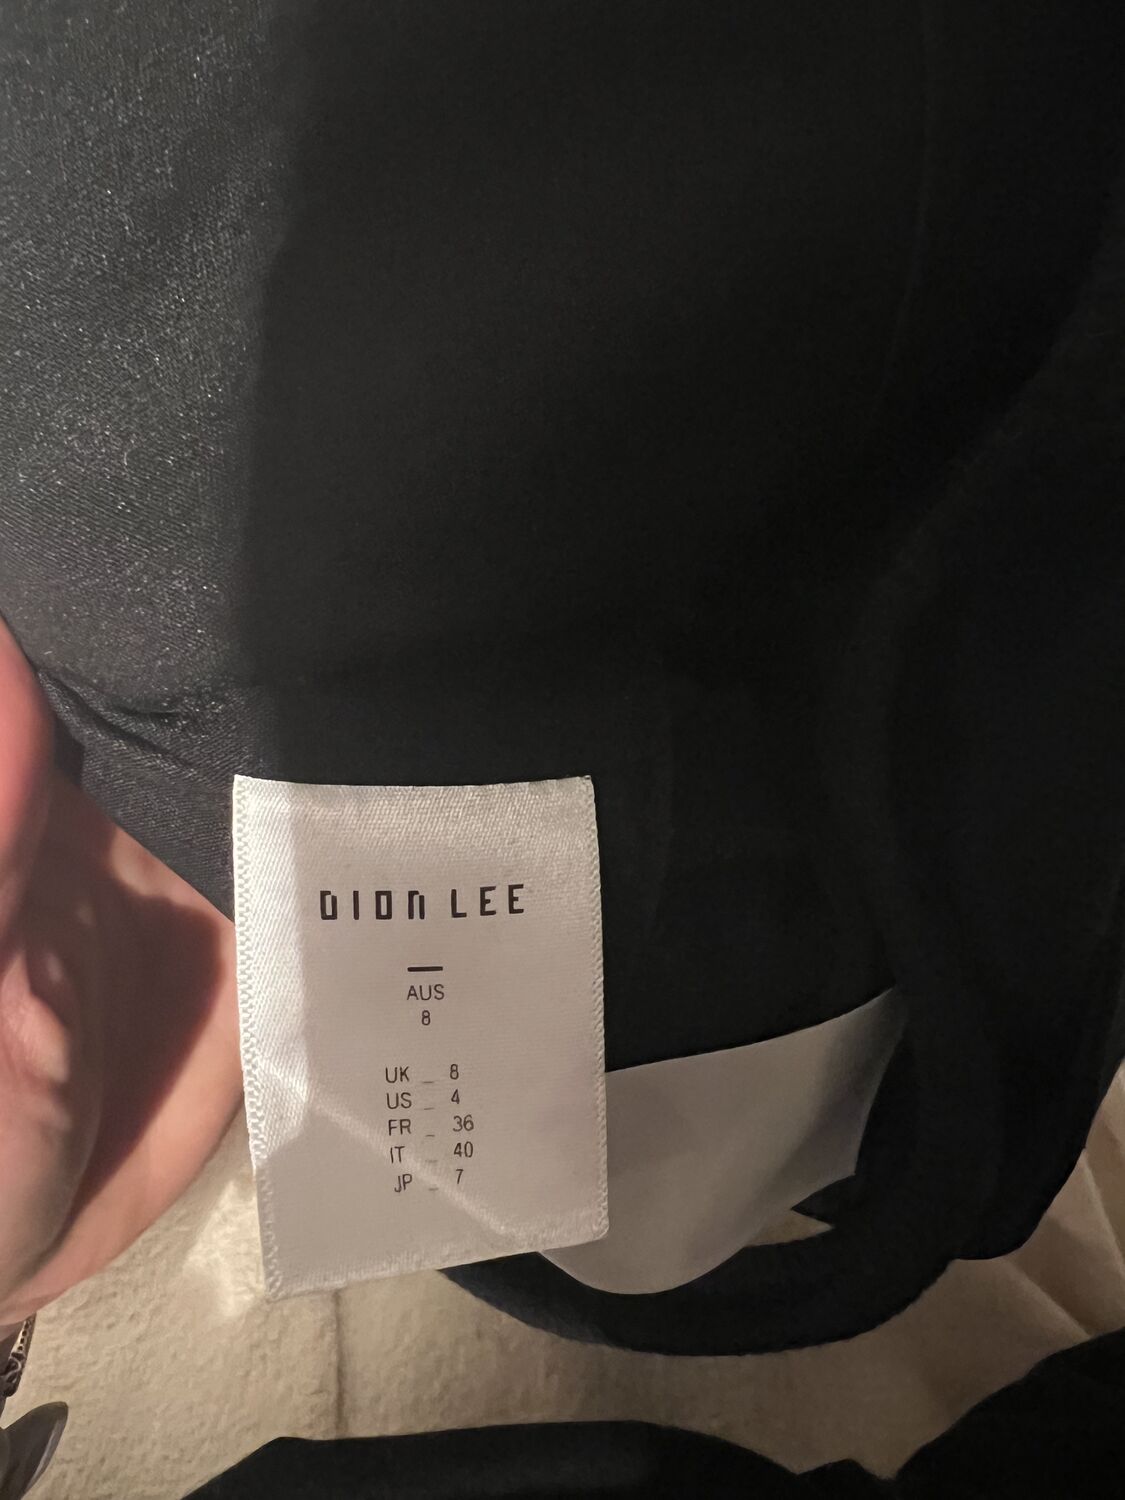 DION LEE
—
AUS
8
UK _ 8
US _ 4
FR _ 36
IT _ 40
JP _ 7